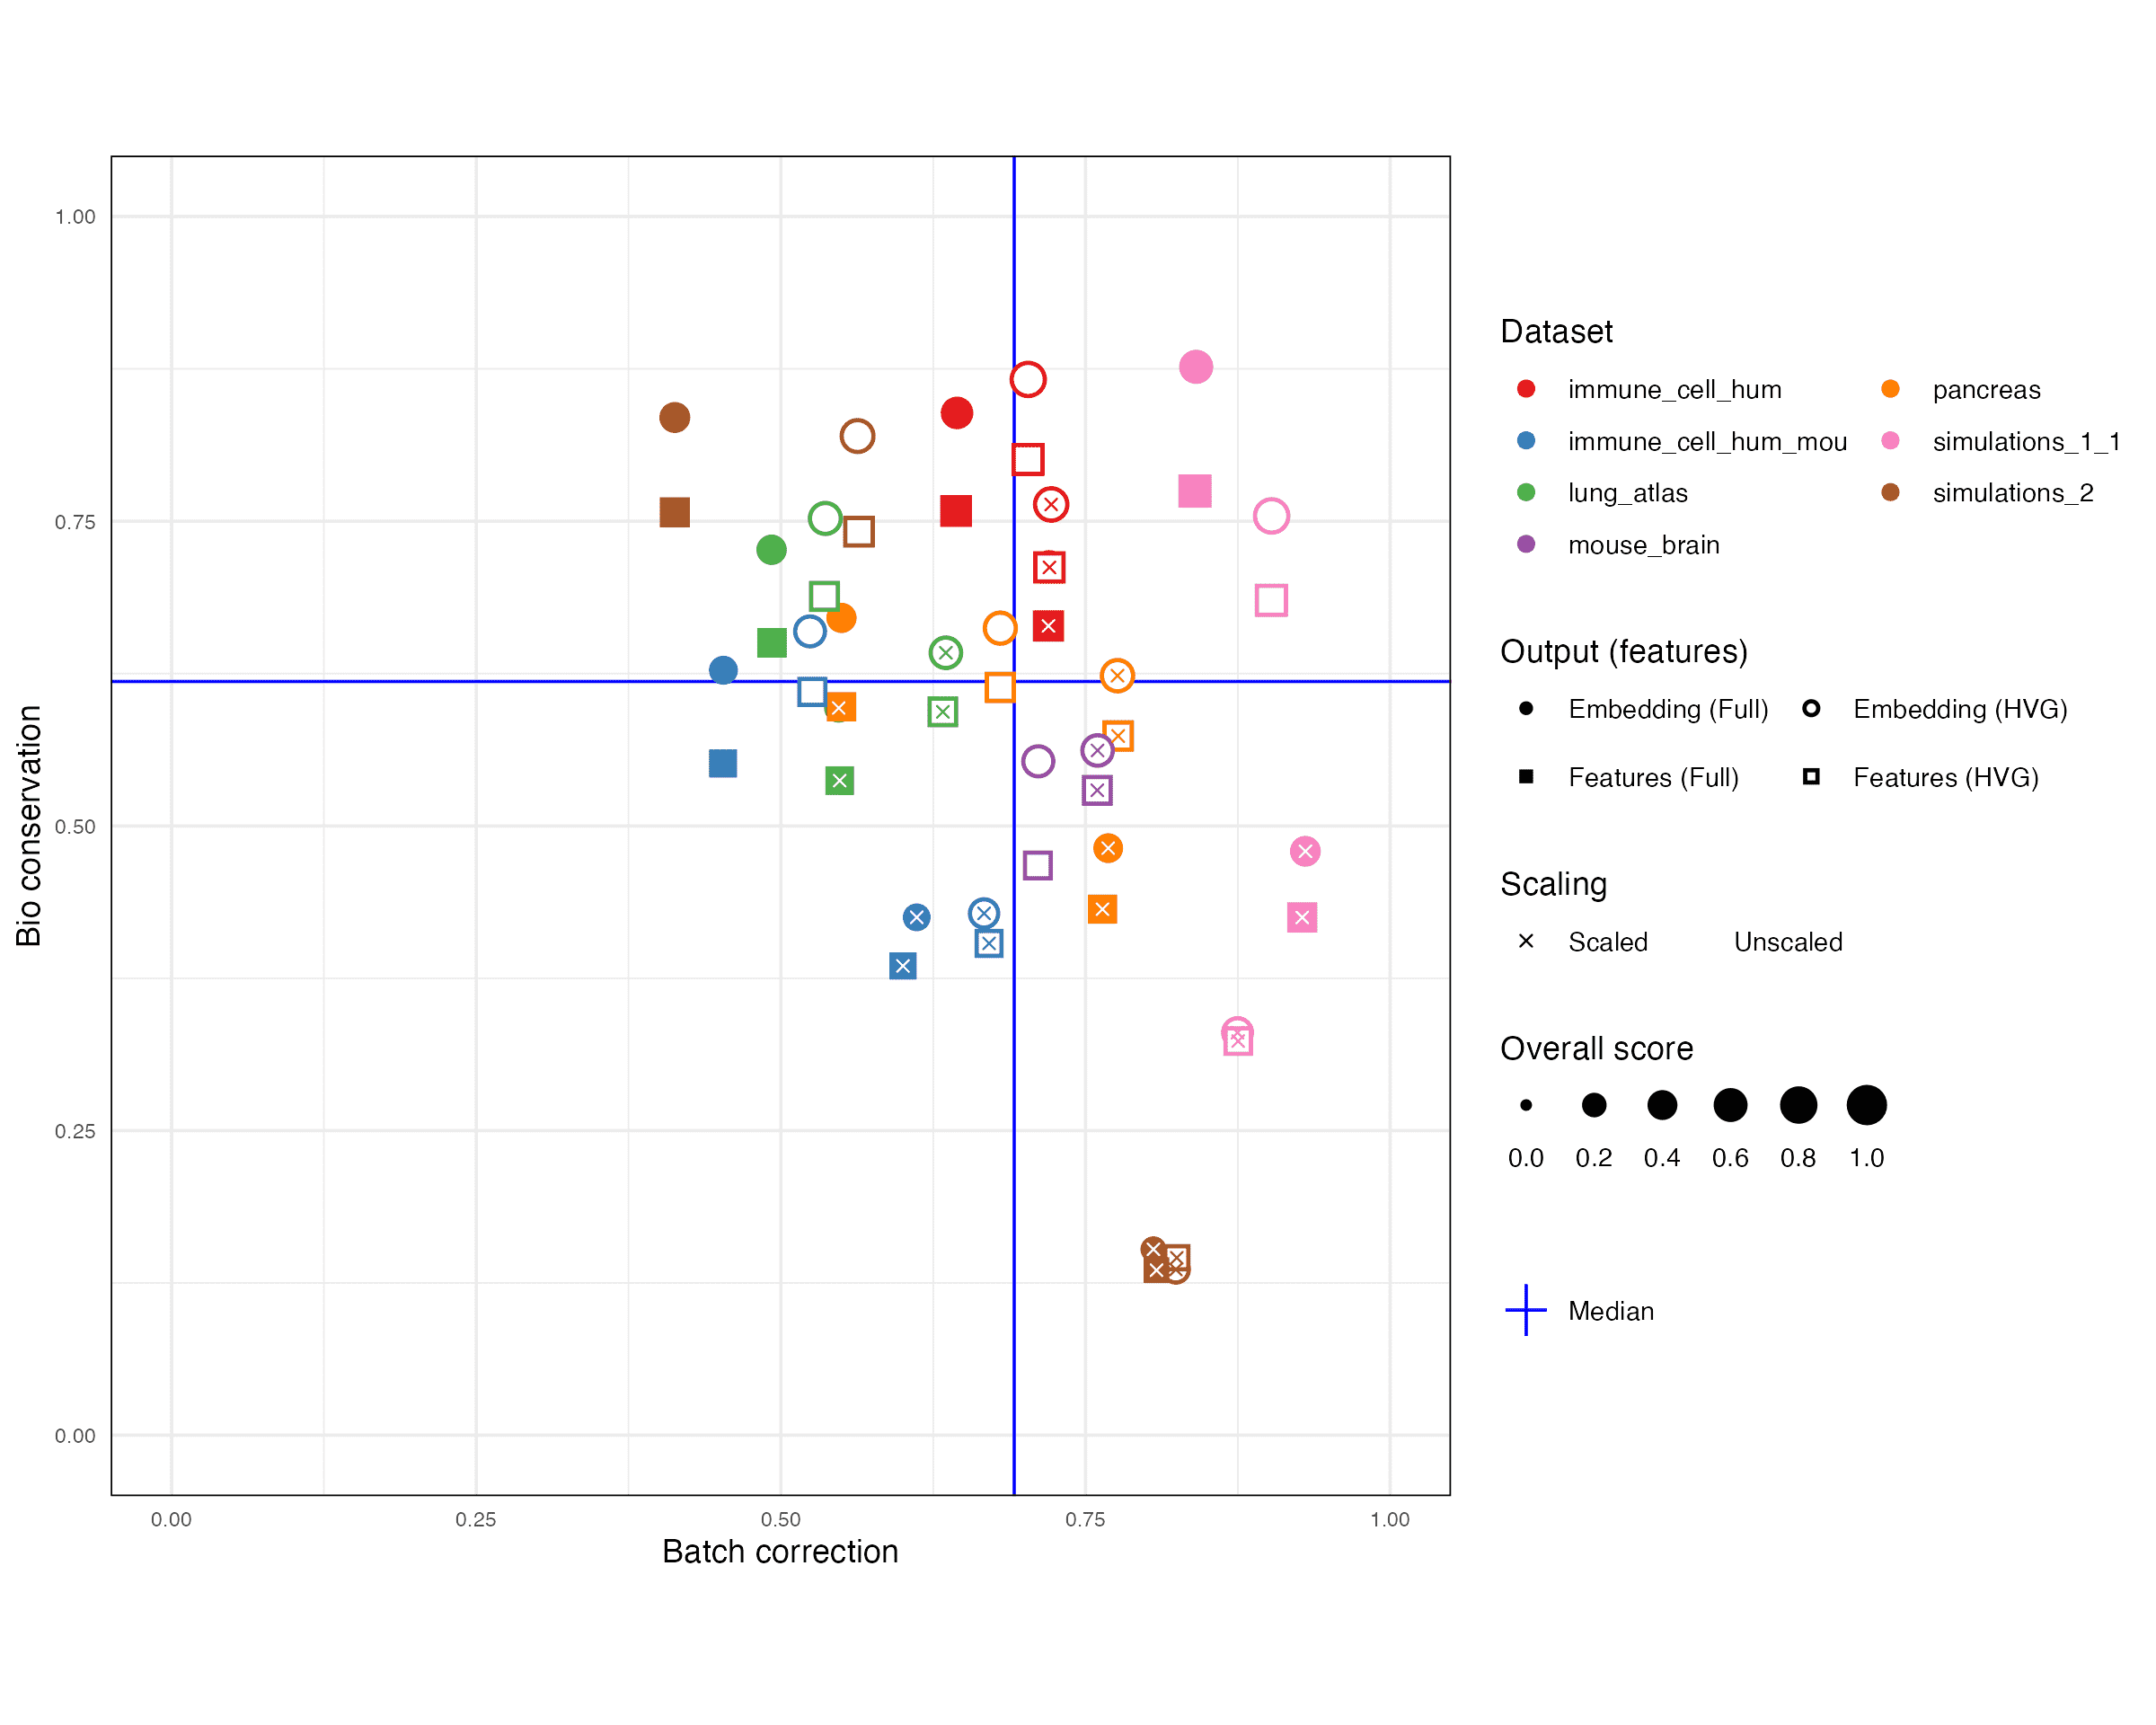 1.00
0.75
0.50
0.25
0.00
Bio conservation
0.00 0.25 0.50 0.75 1.00
Batch correction
Dataset
immune_cell_hum pancreas
immune_cell_hum_mou simulations_1_1
lung_atlas simulations_2
mouse_brain
Output (features)
Embedding (Full) Embedding (HVG)
Features (Full) Features (HVG)
Scaling
Scaled Unscaled
Overall score
0.0 0.2 0.4 0.6 0.8 1.0
Median